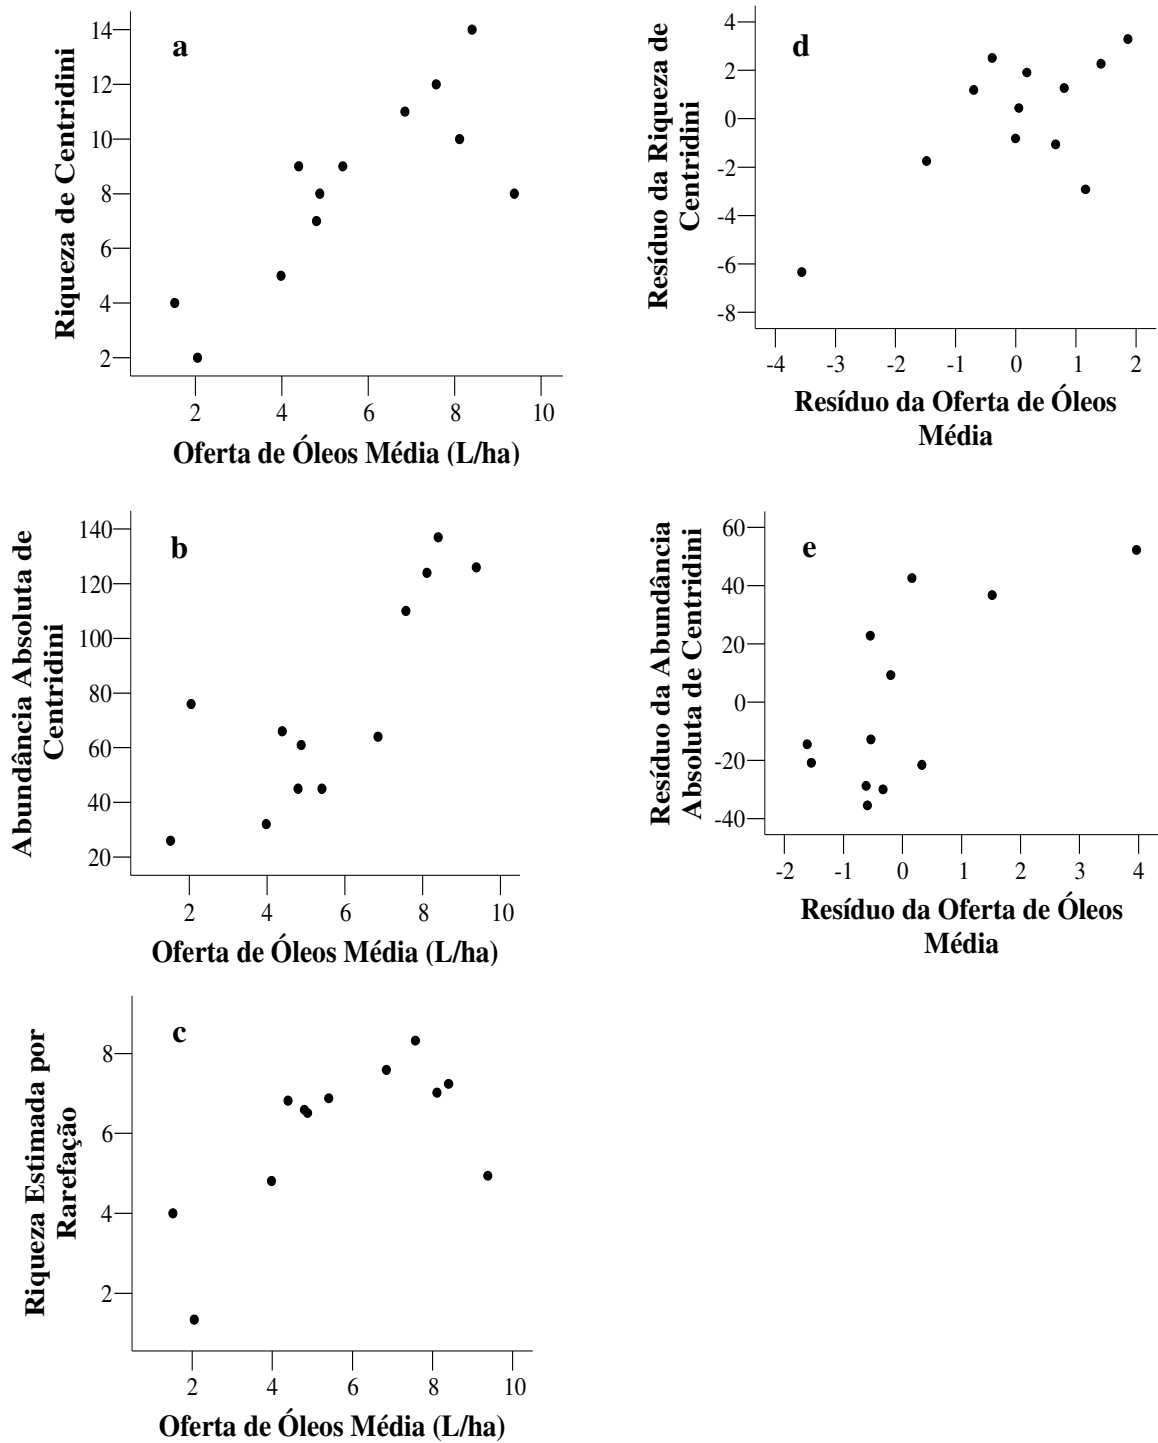 a
Riqueza de Centridini
14
12
10
8
6
4
2
2 4 6 8 10
Oferta de Óleos Média (L/ha)
d
Resíduo da Riqueza de
Centridini
4
2
0
-2
-4
-6
-8
-4 -3 -2 -1 0 1 2
Resíduo da Oferta de Óleos
Média
b
Abundância Absoluta de
Centridini
140
120
100
80
60
40
20
2 4 6 8 10
Oferta de Óleos Média (L/ha)
e
Resíduo da Abundância
Absoluta de Centridini
60
40
20
0
-20
-40
-2 -1 0 1 2 3 4
Resíduo da Oferta de Óleos
Média
c
Riqueza Estimada por
Rarefação
8
6
4
2
2 4 6 8 10
Oferta de Óleos Média (L/ha)